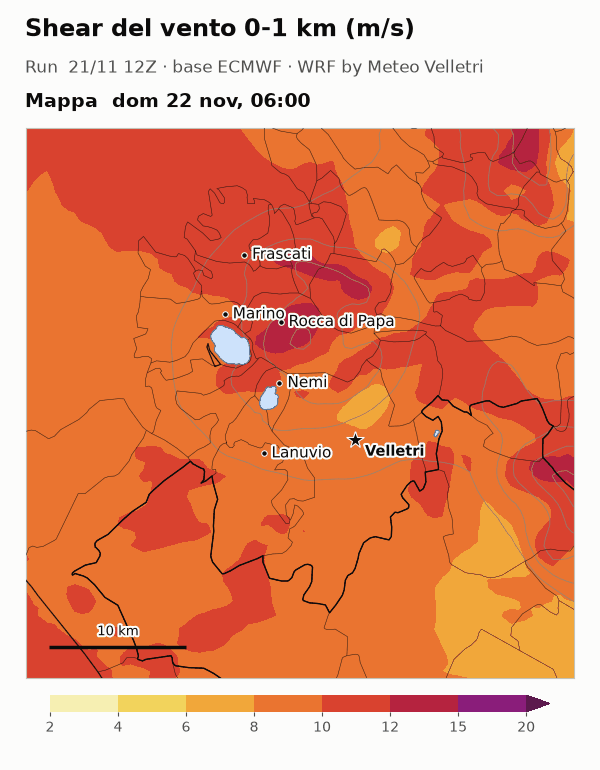 Shear del vento 0-1 km (m/s)
Run  21/11 12Z · base ECMWF · WRF by Meteo Velletri
Mappa  dom 22 nov, 06:00
Frascati
Marino
Rocca di Papa
Nemi
Velletri
Lanuvio
10 km
2 4 6 8 10 12 15 20